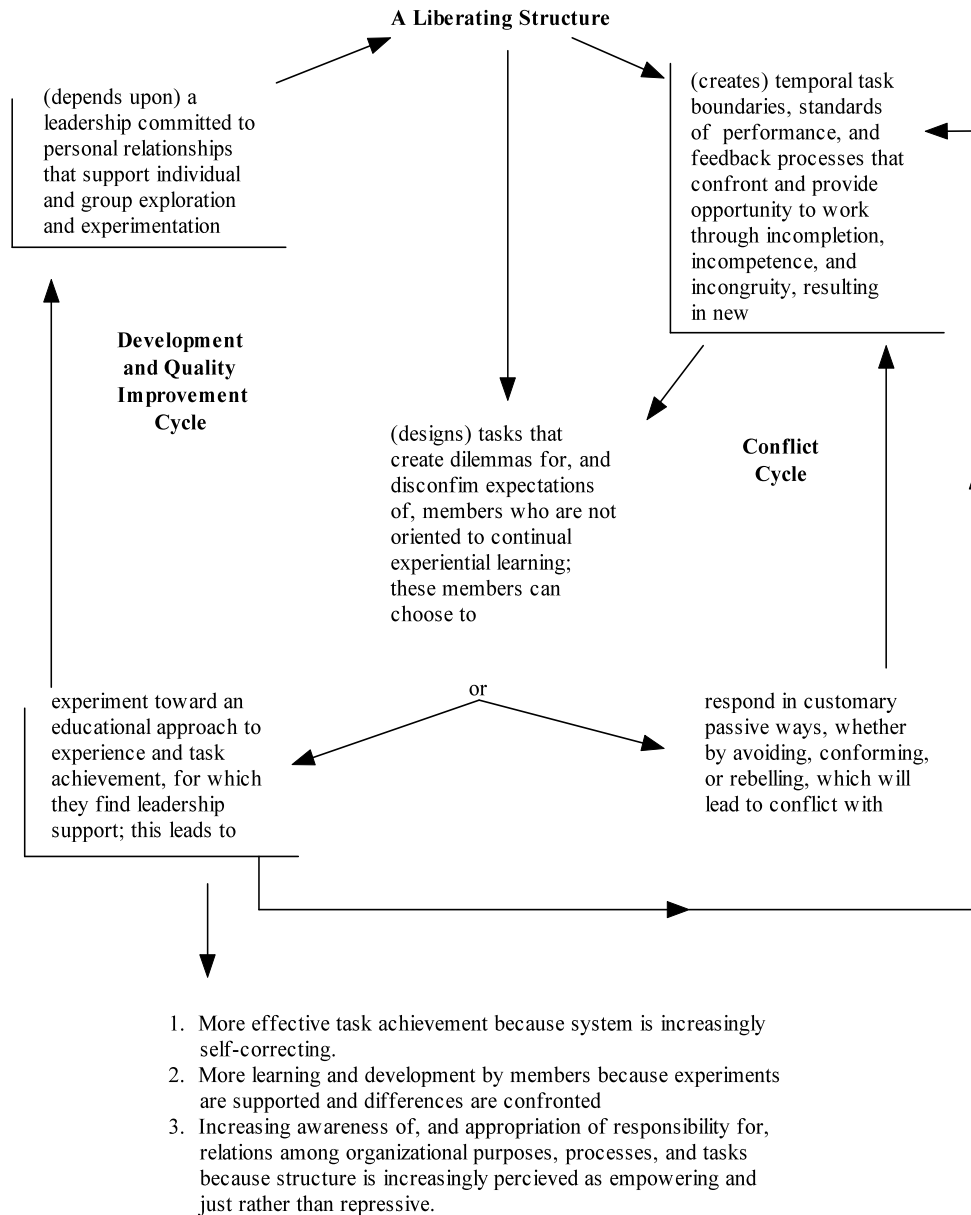 A Liberating Structure
(depends upon) a
leadership committed to
personal relationships
that support individual
and group exploration
and experimentation
(creates) temporal task
boundaries, standards
of performance, and
feedback processes that
confront and provide
opportunity to work
through incompletion,
incompetence, and
incongruity, resulting
in new
Development
and Quality
Improvement
Cycle
(designs) tasks that
create dilemmas for, and
disconfim expectations
of, members who are not
oriented to continual
experiential learning;
these members can
choose to
Conflict
Cycle
or
experiment toward an
educational approach to
experience and task
achievement, for which
they find leadership
support; this leads to
respond in customary
passive ways, whether
by avoiding, conforming,
or rebelling, which will
lead to conflict with
1. More effective task achievement because system is increasingly
self-correcting.
2. More learning and development by members because experiments
are supported and differences are confronted
3. Increasing awareness of, and appropriation of responsibility for,
relations among organizational purposes, processes, and tasks
because structure is increasingly percieved as empowering and
just rather than repressive.